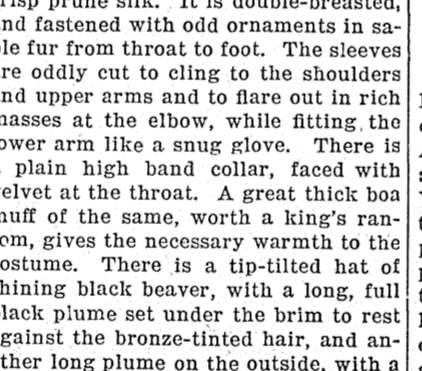 risp prune silk. It is double-breasted,
nd fastened with odd ornaments in sa-
le fur from throat to foot. The sleeves
re oddly cut to cling to the shoulders
nd upper arms and to flare out in rich
nasses at the elbow, while fitting the
ower arm like a snug glove. There is
plain high band collar, faced with
elvet at the throat. A great thick boa
nuff of the same, worth a king's ran-
om, gives the necessary warmth to the
ostume. There is a tip-tilted hat of
hining black beaver, with a long, full
lack plume set under the brim to rest
gainst the bronze-tinted hair, and an-
ther long plume on the outside, with a